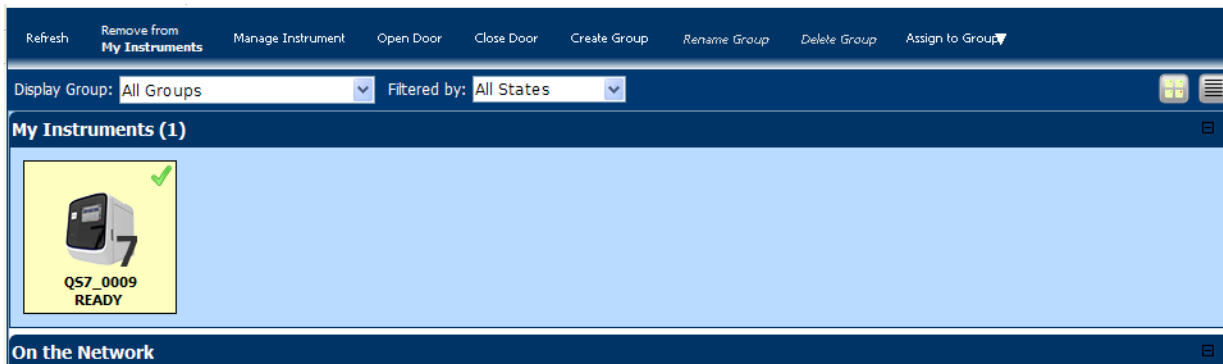 Refresh
Remove from
My Instruments
Manage Instrument
Open Door
Close Door
Create Group
Rename Group
Delete Group
Assign to Group
Display Group: All Groups
Filtered by: All States
My Instruments (1)
7
QS7_0009
READY
On the Network